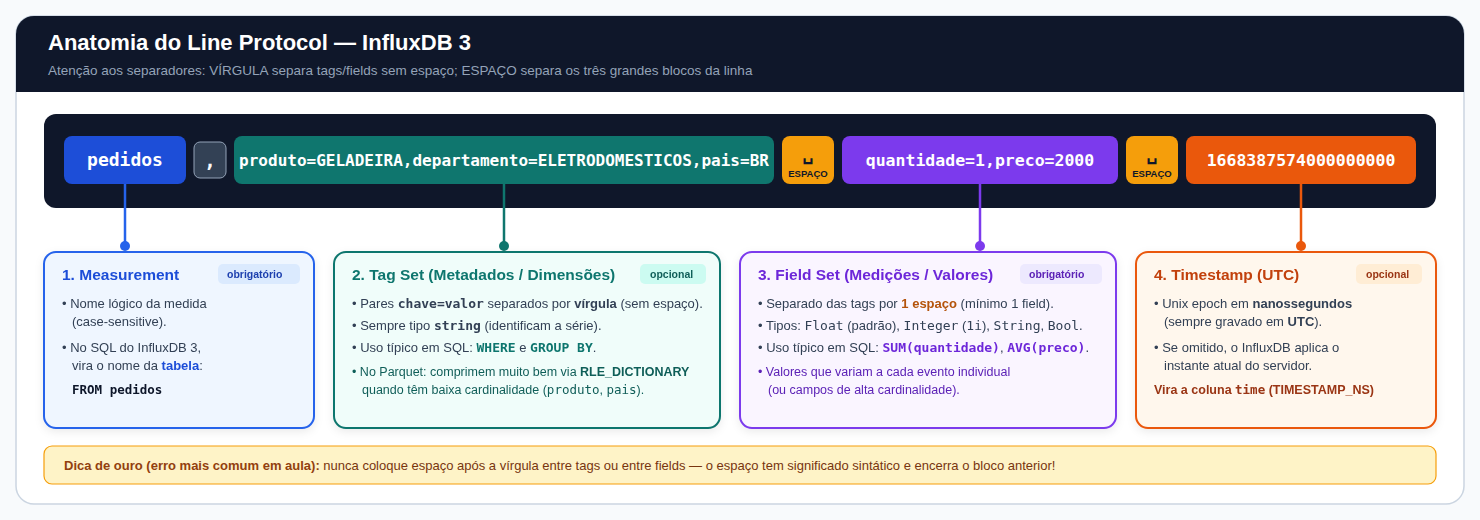 Anatomia do Line Protocol — InfluxDB 3
Atenção aos separadores: VÍRGULA separa tags/fields sem espaço; ESPAÇO separa os três grandes blocos da linha
pedidos , produto=GELADEIRA,departamento=ELETRODOMESTICOS,pais=BR ␣ ESPAÇO quantidade=1,preco=2000 ␣ ESPAÇO 1668387574000000000
1. Measurement obrigatório
• Nome lógico da medida
(case-sensitive).
• No SQL do InfluxDB 3,
vira o nome da tabela:
FROM pedidos
2. Tag Set (Metadados / Dimensões) opcional
• Pares chave=valor separados por vírgula (sem espaço).
• Sempre tipo string (identificam a série).
• Uso típico em SQL: WHERE e GROUP BY.
• No Parquet: comprimem muito bem via RLE_DICTIONARY
quando têm baixa cardinalidade (produto, pais).
3. Field Set (Medições / Valores) obrigatório
• Separado das tags por 1 espaço (mínimo 1 field).
• Tipos: Float (padrão), Integer (1i), String, Bool.
• Uso típico em SQL: SUM(quantidade), AVG(preco).
• Valores que variam a cada evento individual
(ou campos de alta cardinalidade).
4. Timestamp (UTC) opcional
• Unix epoch em nanossegundos
(sempre gravado em UTC).
• Se omitido, o InfluxDB aplica o
instante atual do servidor.
Vira a coluna time (TIMESTAMP_NS)
Dica de ouro (erro mais comum em aula): nunca coloque espaço após a vírgula entre tags ou entre fields — o espaço tem significado sintático e encerra o bloco anterior!